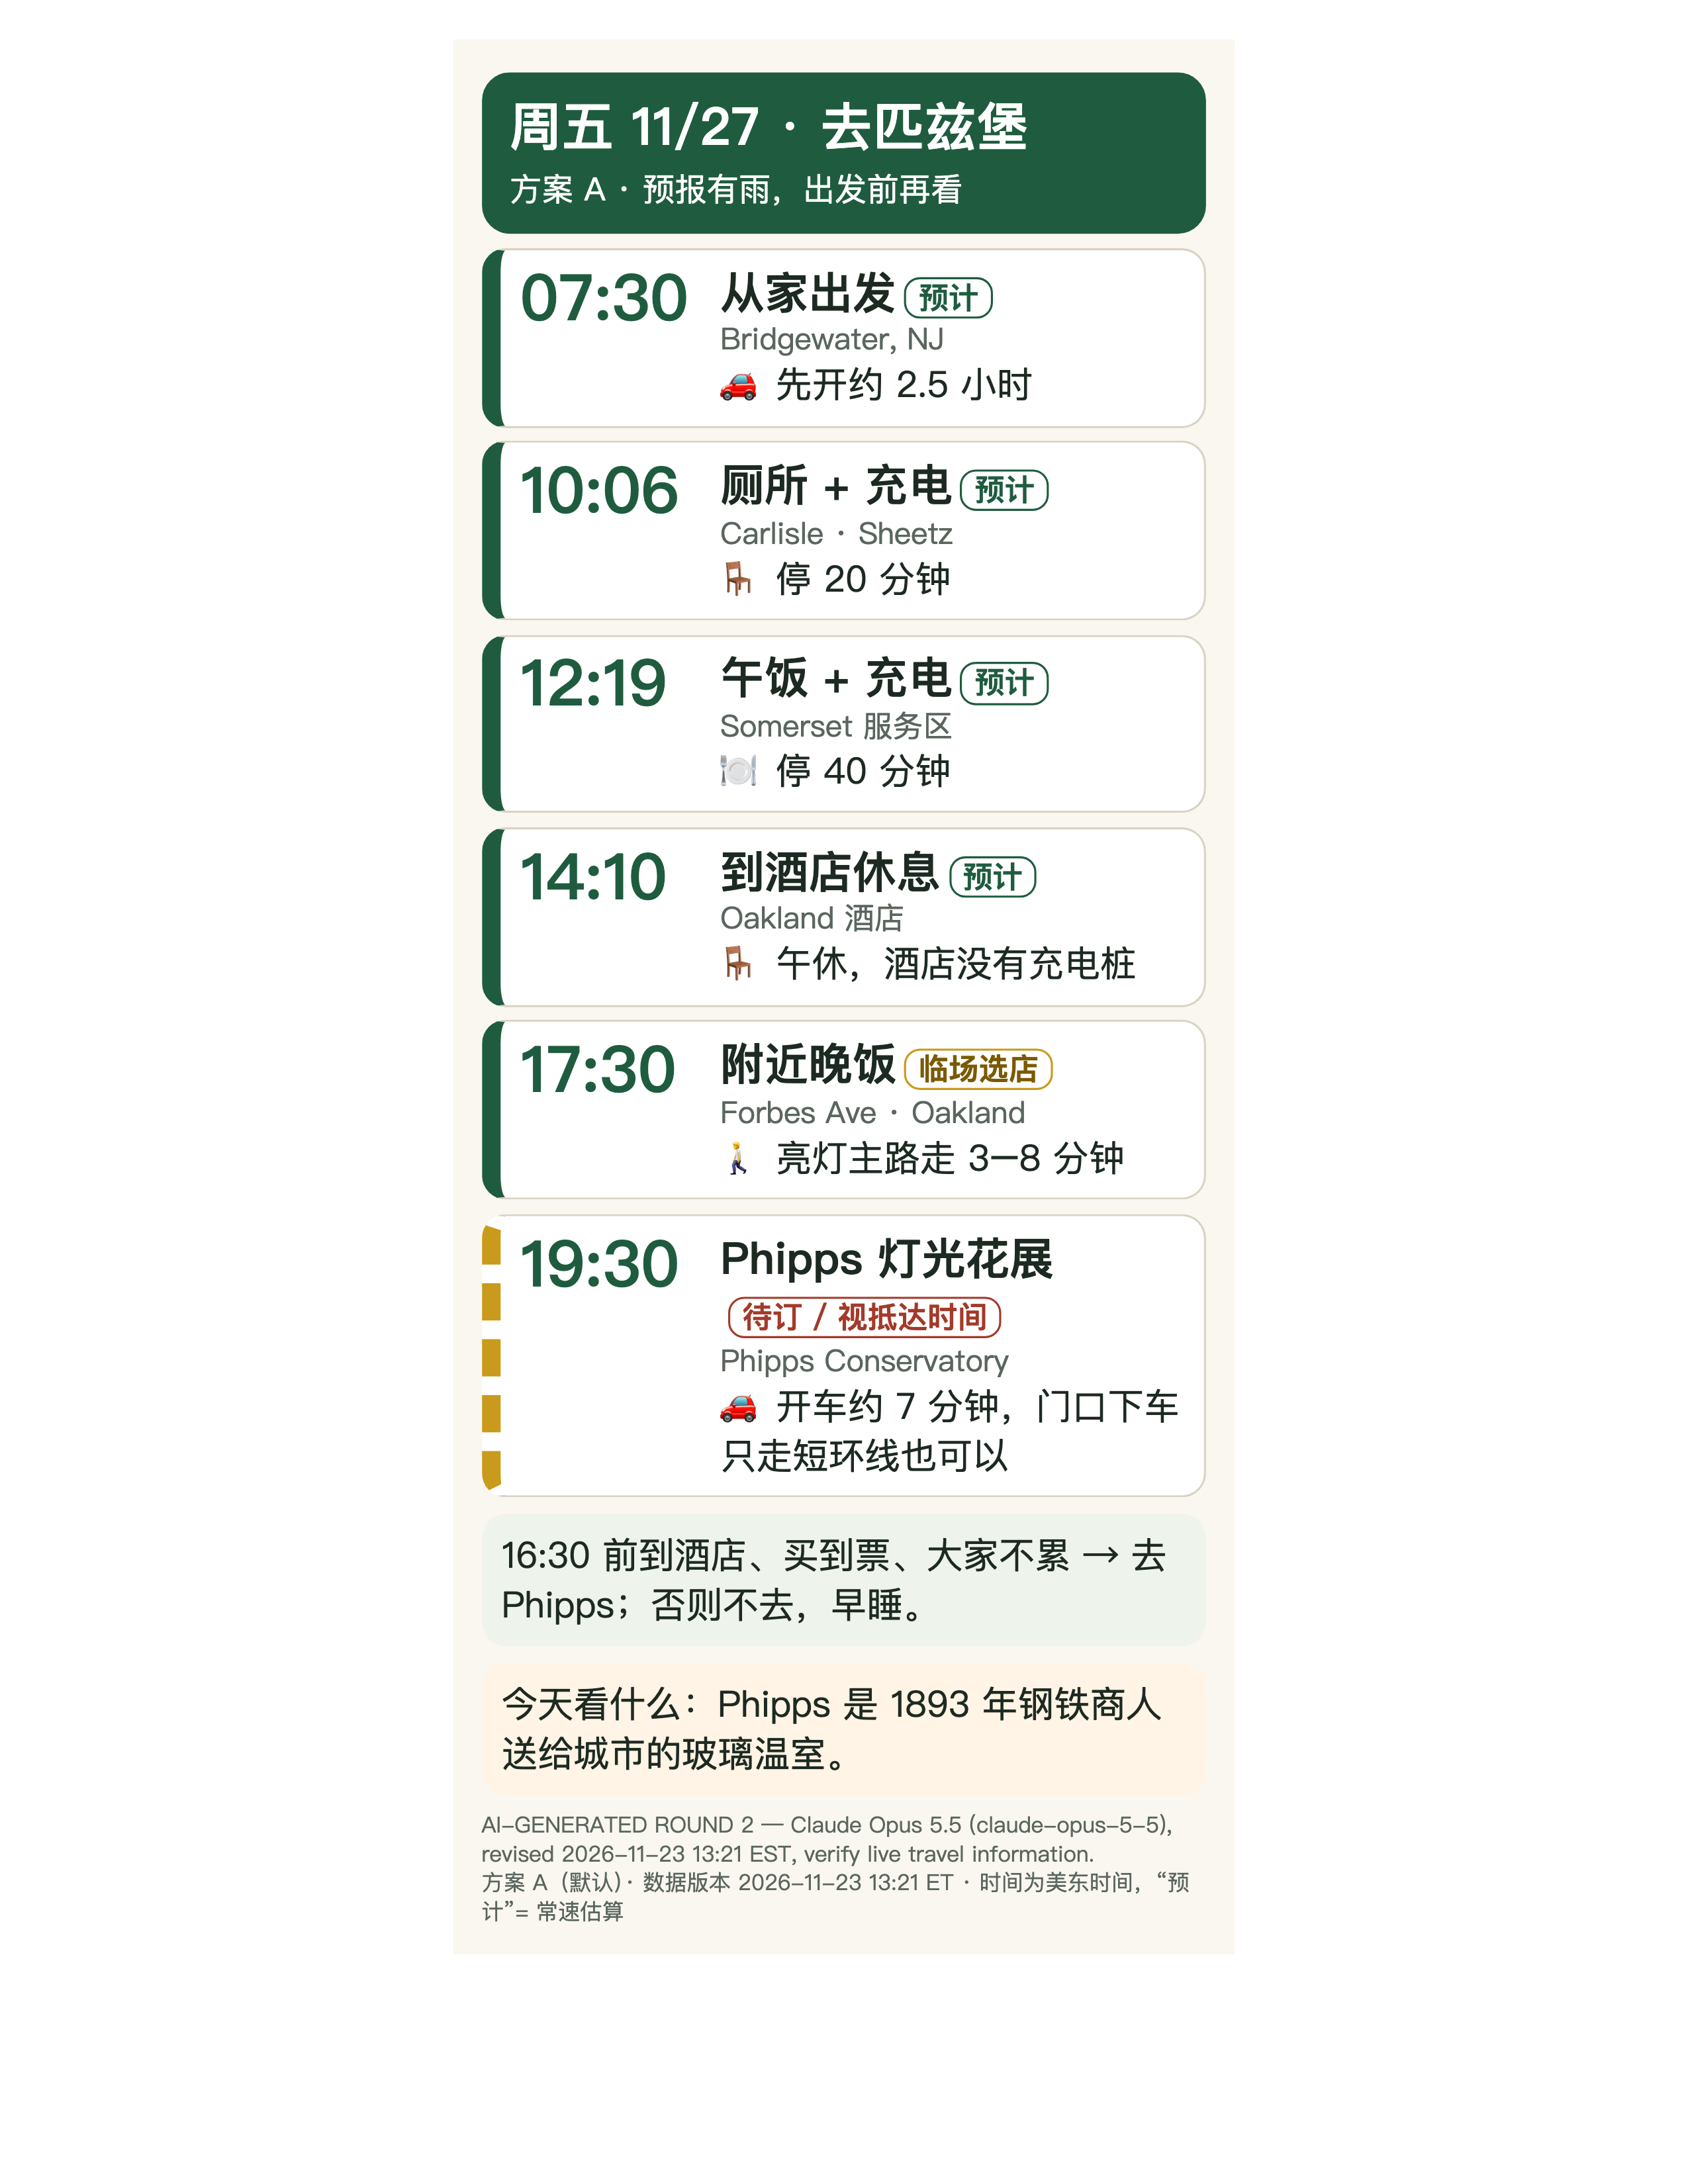 周五 11/27 · 去匹兹堡
方案 A · 预报有雨，出发前再看
07:30
从家出发 预计
Bridgewater, NJ
🚗 先开约 2.5 小时
10:06
厕所 + 充电 预计
Carlisle · Sheetz
🪑 停 20 分钟
12:19
午饭 + 充电 预计
Somerset 服务区
🍽️ 停 40 分钟
14:10
到酒店休息 预计
Oakland 酒店
🪑 午休，酒店没有充电桩
17:30
附近晚饭 临场选店
Forbes Ave · Oakland
🚶 亮灯主路走 3–8 分钟
19:30
Phipps 灯光花展
待订 / 视抵达时间
Phipps Conservatory
🚗 开车约 7 分钟，门口下车
只走短环线也可以
16:30 前到酒店、买到票、大家不累 → 去
Phipps；否则不去，早睡。
今天看什么：Phipps 是 1893 年钢铁商人
送给城市的玻璃温室。
AI-GENERATED ROUND 2 — Claude Opus 5.5 (claude-opus-5-5),
revised 2026-11-23 13:21 EST, verify live travel information.
方案 A（默认）· 数据版本 2026-11-23 13:21 ET · 时间为美东时间，“预
计”= 常速估算